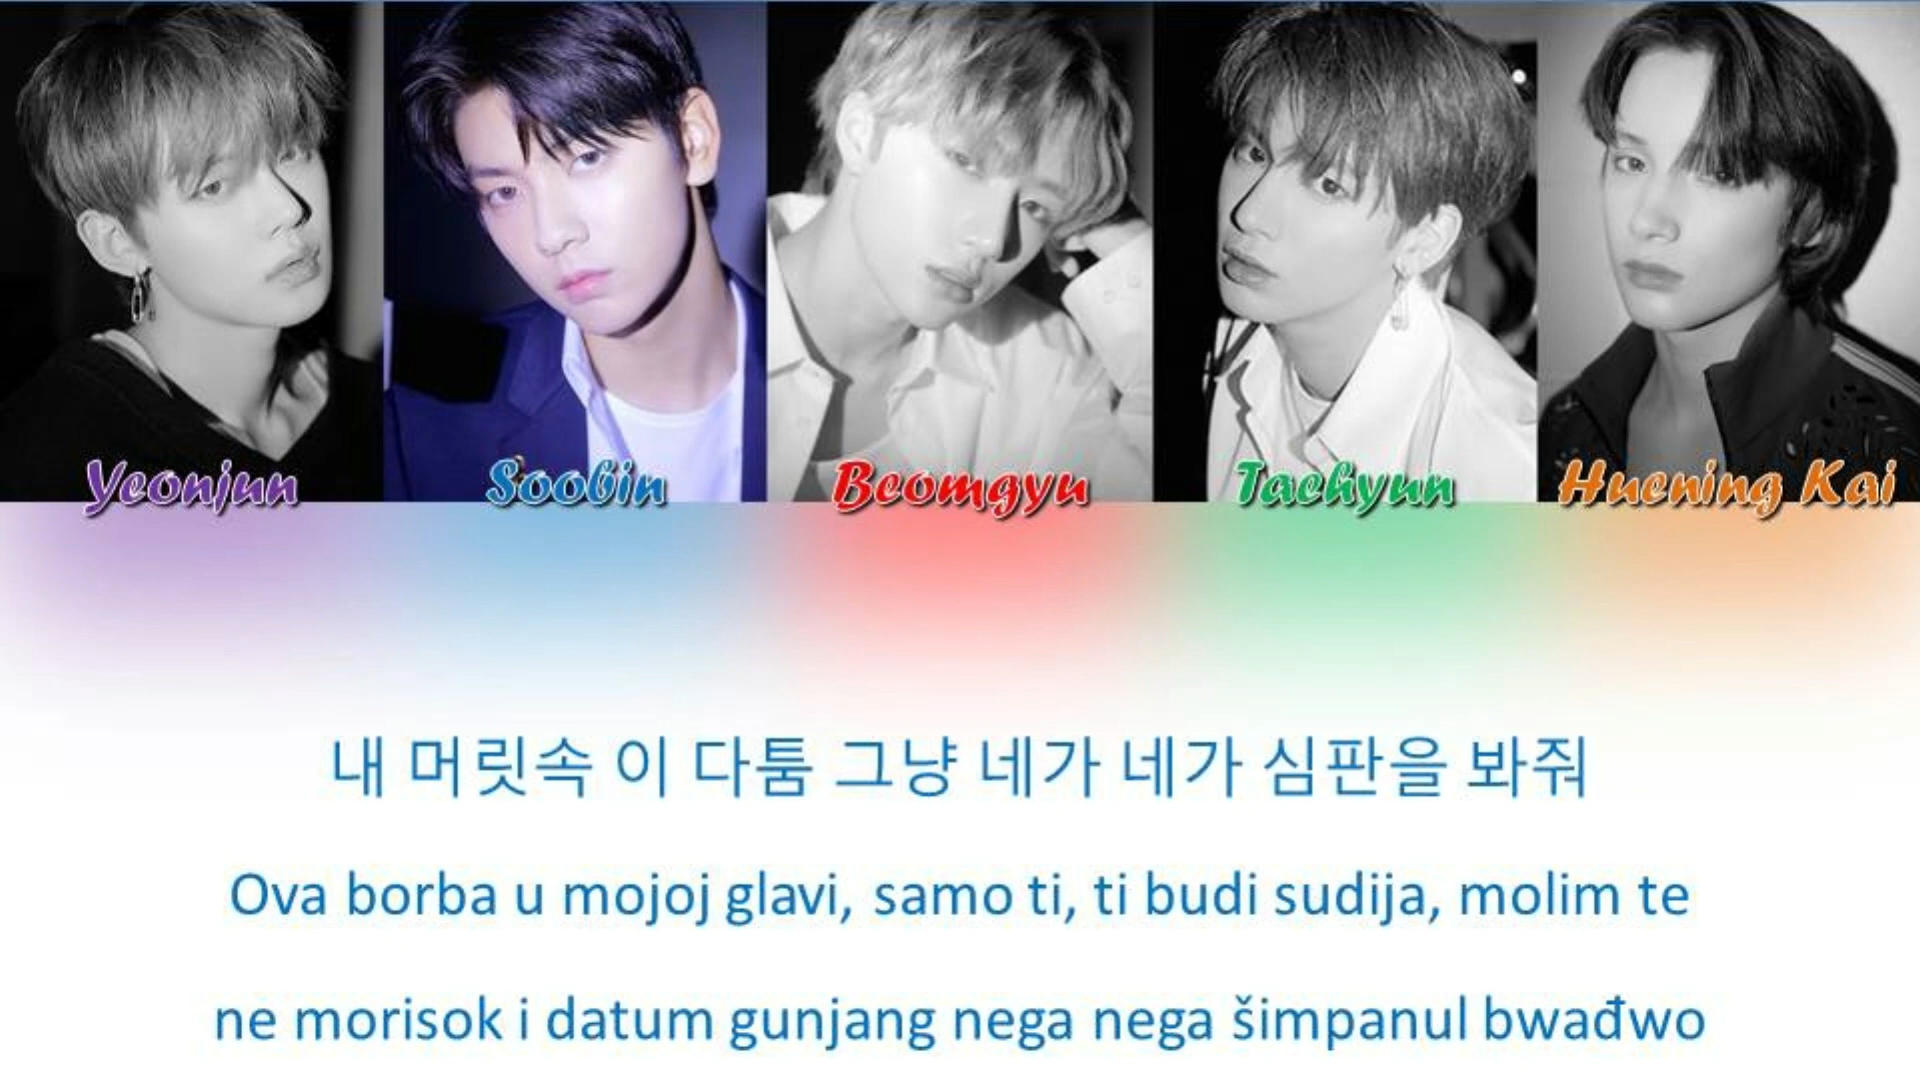 Yeonjun Soobin Beomgyu Taehyun Huening Kai
내 머릿속 이 다툼 그냥 네가 네가 심판을 봐줘
Ova borba u mojoj glavi, samo ti, ti budi sudija, molim te
ne morisok i datum gunjang nega nega šimpanul bwađwo